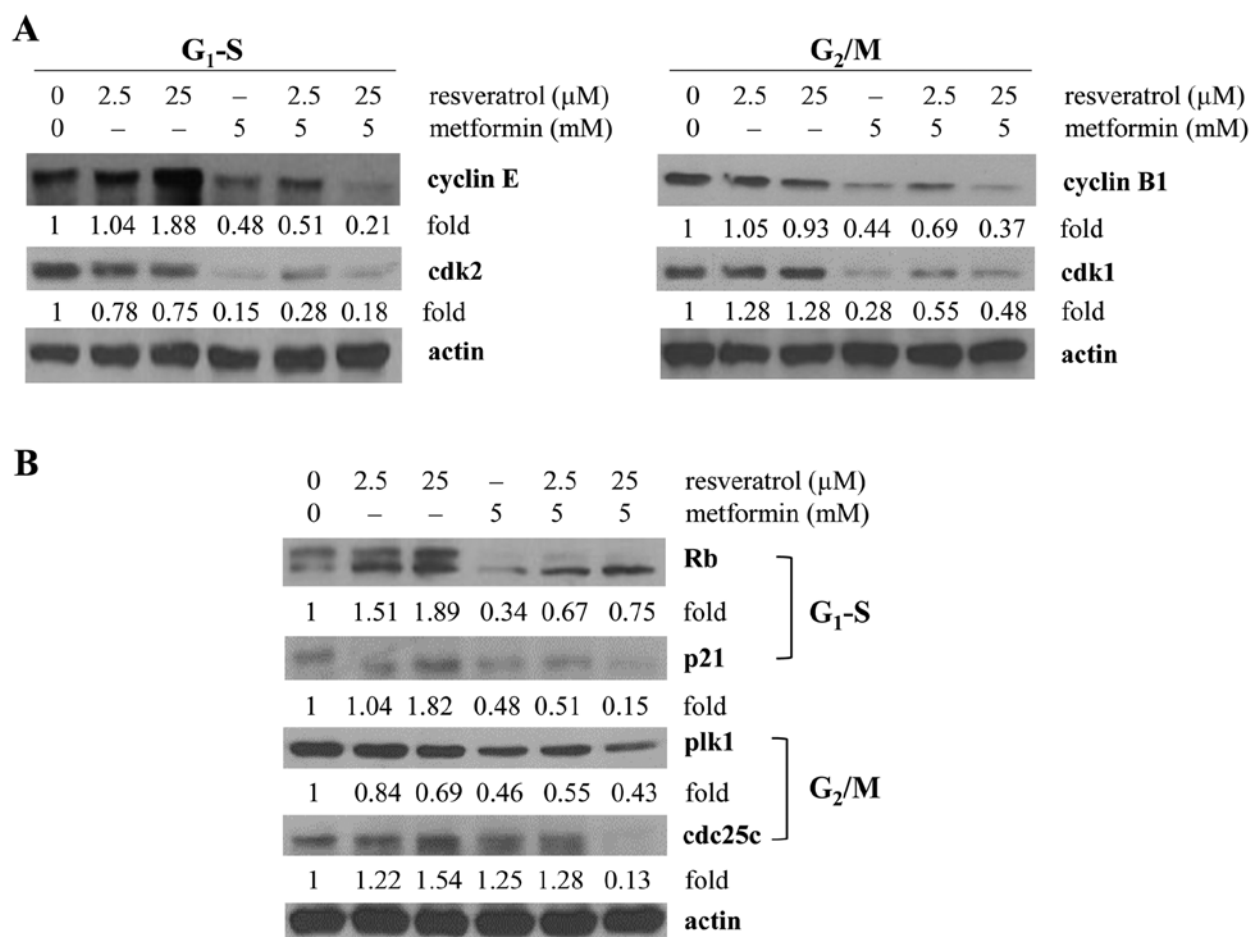 A
G₁-S
0 2.5 25 – 2.5 25 resveratrol (µM)
0 – – 5 5 5 metformin (mM)
cyclin E
1 1.04 1.88 0.48 0.51 0.21 fold
cdk2
1 0.78 0.75 0.15 0.28 0.18 fold
actin
G₂/M
0 2.5 25 – 2.5 25 resveratrol (µM)
0 – – 5 5 5 metformin (mM)
cyclin B1
1 1.05 0.93 0.44 0.69 0.37 fold
cdk1
1 1.28 1.28 0.28 0.55 0.48 fold
actin
B
0 2.5 25 – 2.5 25 resveratrol (µM)
0 – – 5 5 5 metformin (mM)
Rb
1 1.51 1.89 0.34 0.67 0.75 fold
G₁-S
p21
1 1.04 1.82 0.48 0.51 0.15 fold
plk1
1 0.84 0.69 0.46 0.55 0.43 fold
G₂/M
cdc25c
1 1.22 1.54 1.25 1.28 0.13 fold
actin